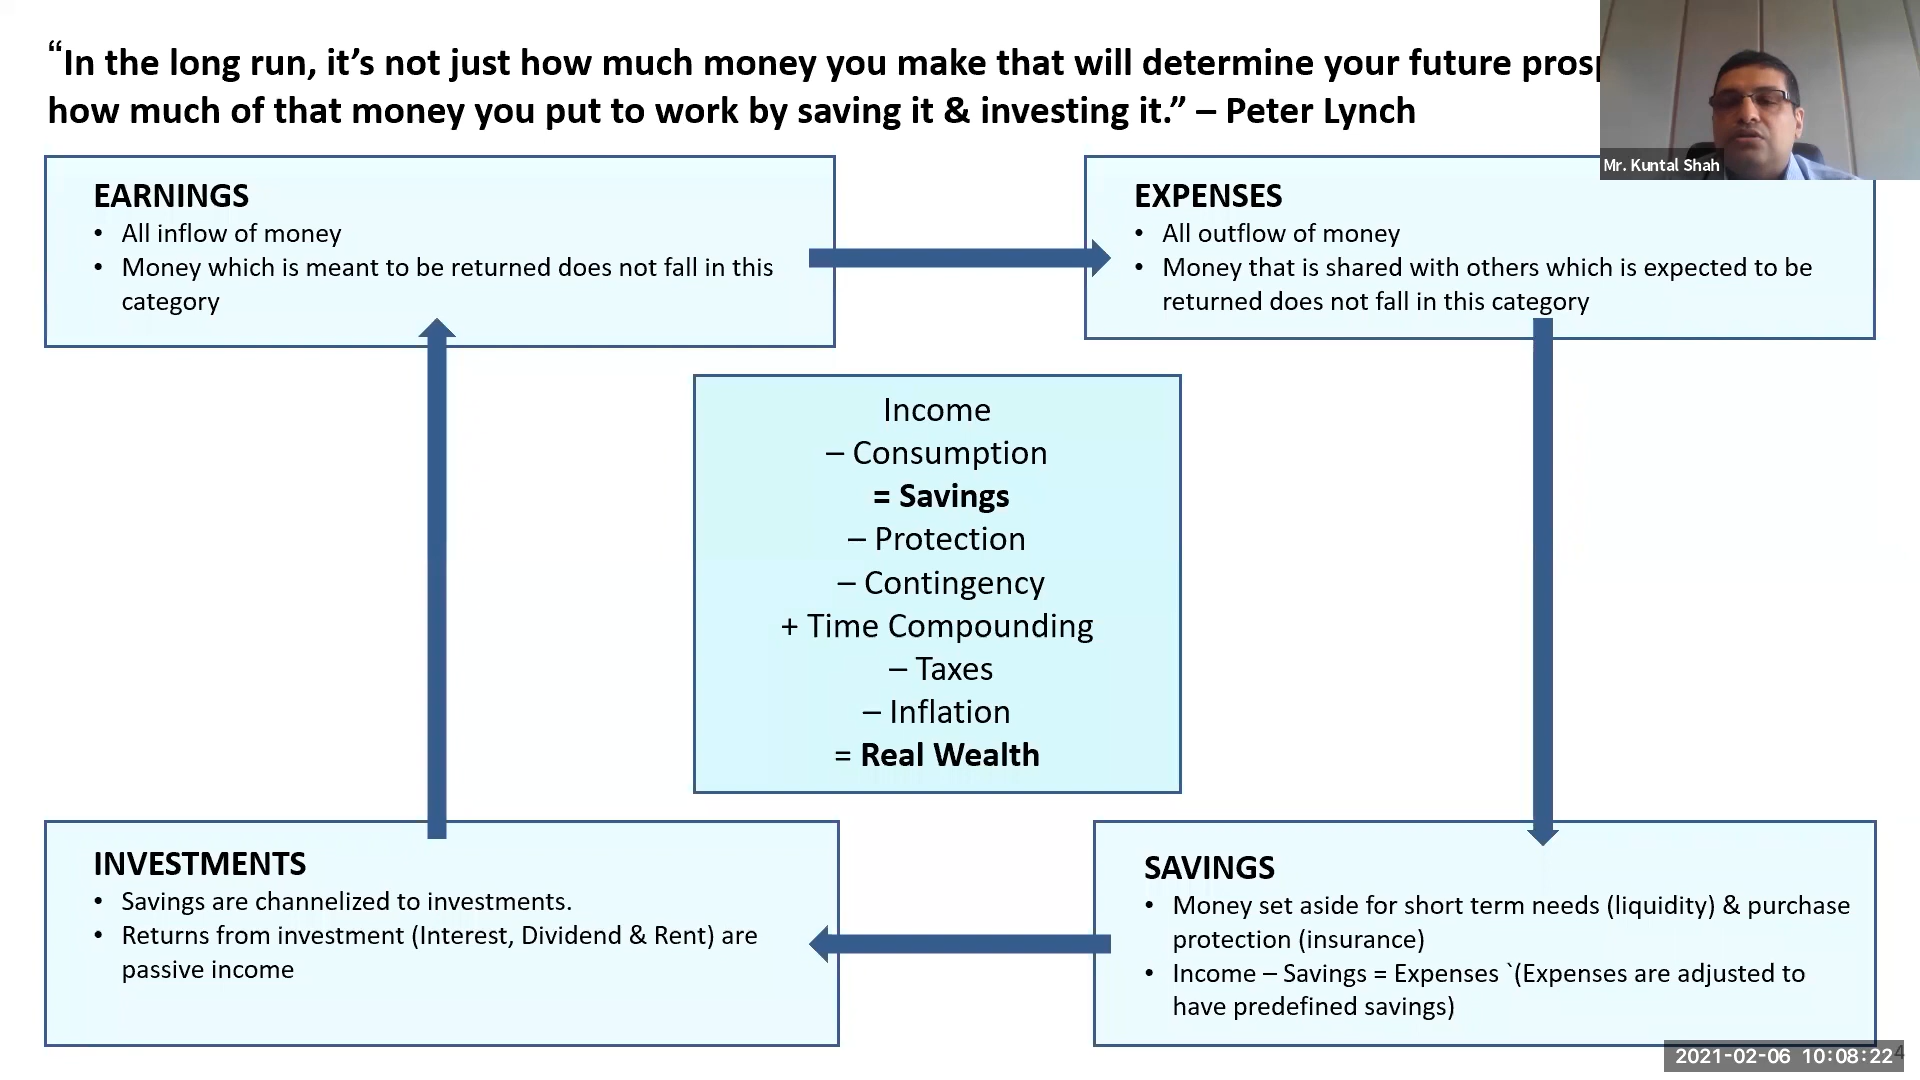 “In the long run, it’s not just how much money you make that will determine your future
how much of that money you put to work by saving it & investing it.” – Peter Lynch
Mr. Kuntal Shah
EARNINGS
• All inflow of money
• Money which is meant to be returned does not fall in this
category
EXPENSES
• All outflow of money
• Money that is shared with others which is expected to be
returned does not fall in this category
Income
– Consumption
= Savings
– Protection
– Contingency
+ Time Compounding
– Taxes
– Inflation
= Real Wealth
INVESTMENTS
• Savings are channelized to investments.
• Returns from investment (Interest, Dividend & Rent) are
passive income
SAVINGS
• Money set aside for short term needs (liquidity) & purchase
protection (insurance)
• Income – Savings = Expenses `(Expenses are adjusted to
have predefined savings)
2021-02-06 10:08:22
4